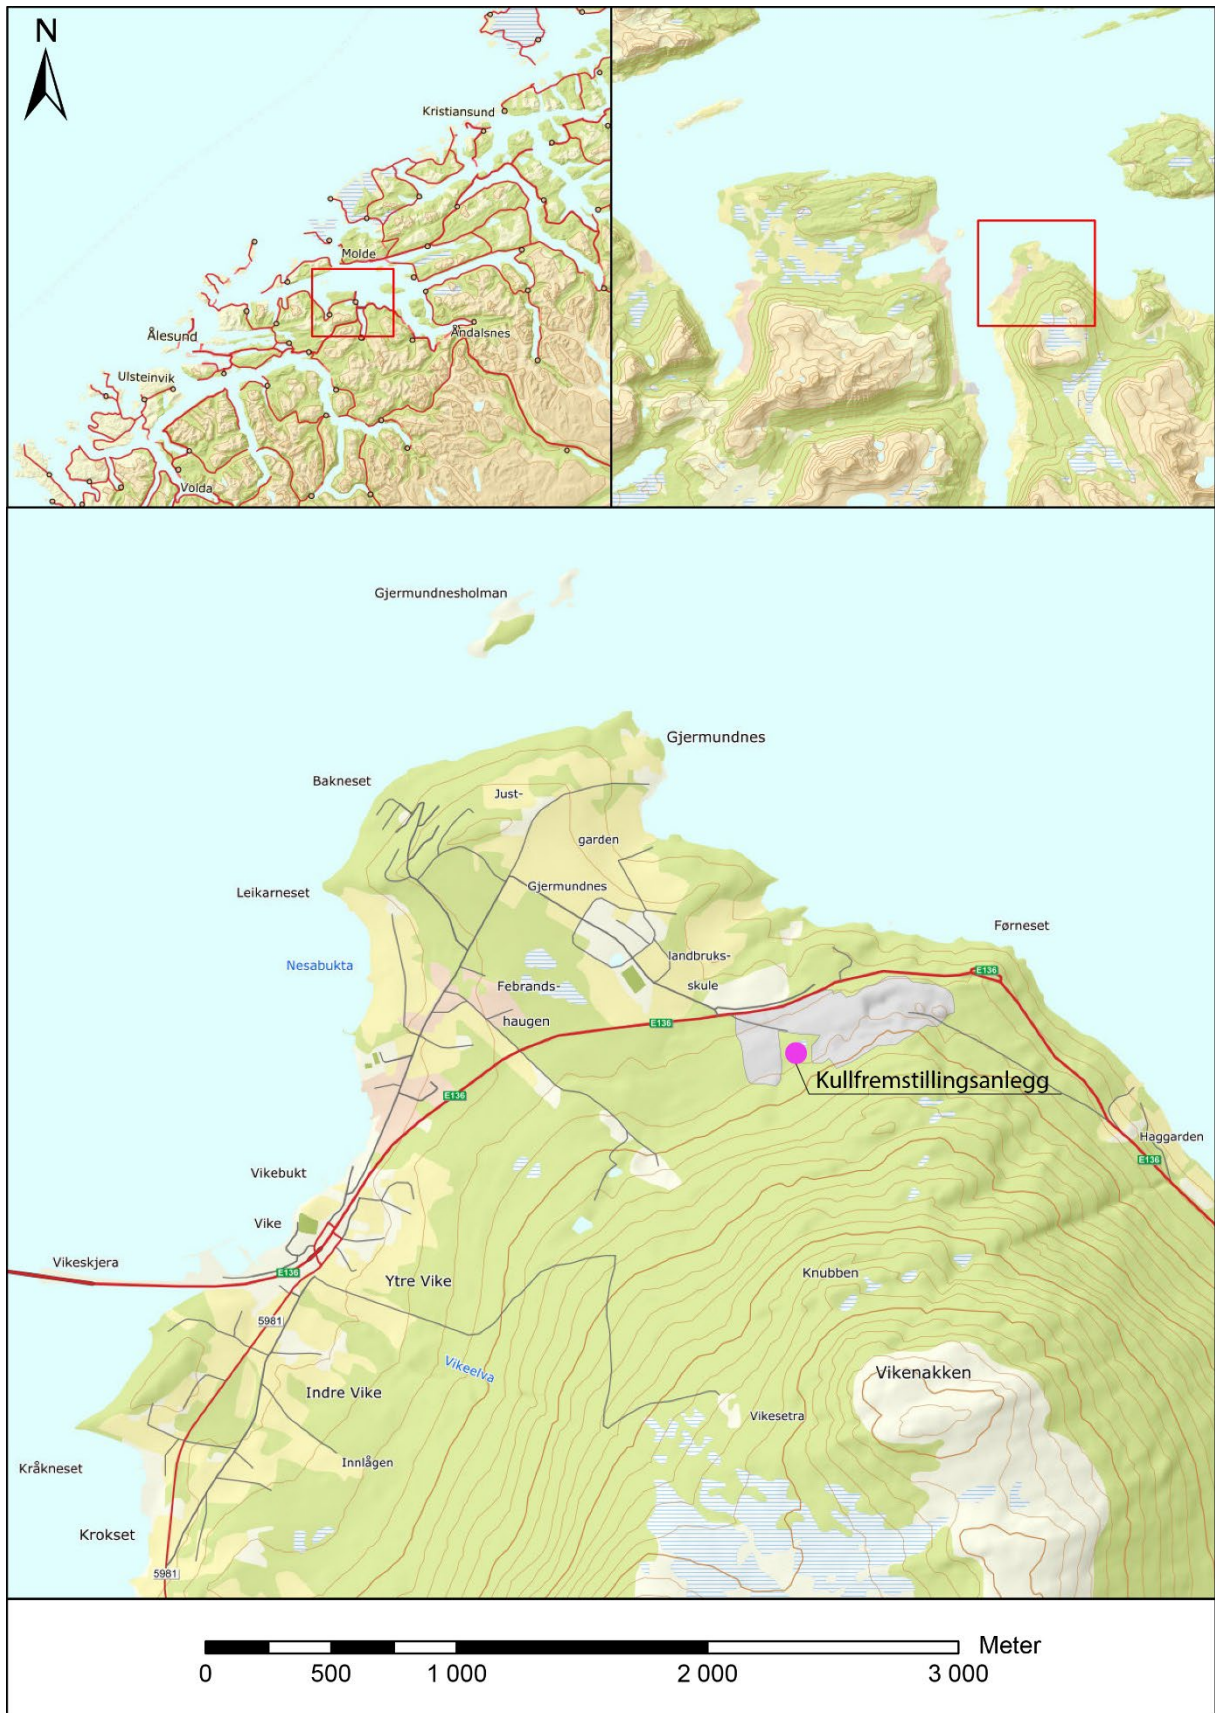 N
Kristiansund
Molde
Ålesund
Åndalsnes
Ulsteinvik
Volda
Gjermundnesholman
Gjermundnes
Bakneset
Just-
garden
Gjermundnes
Leikarneset
Førneset
landbruks-
Nesabukta
E136
skule
Febrands-
haugen
E136
Kullfremstillingsanlegg
E136
Haggarden
E136
Vikebukt
Vike
Vikeskjera
E136
Ytre Vike
Knubben
5981
Vikeelva
Vikenakken
Indre Vike
Vikesetra
Innlågen
Kråkneset
Krokset
5981
Meter
0 500 1 000 2 000 3 000